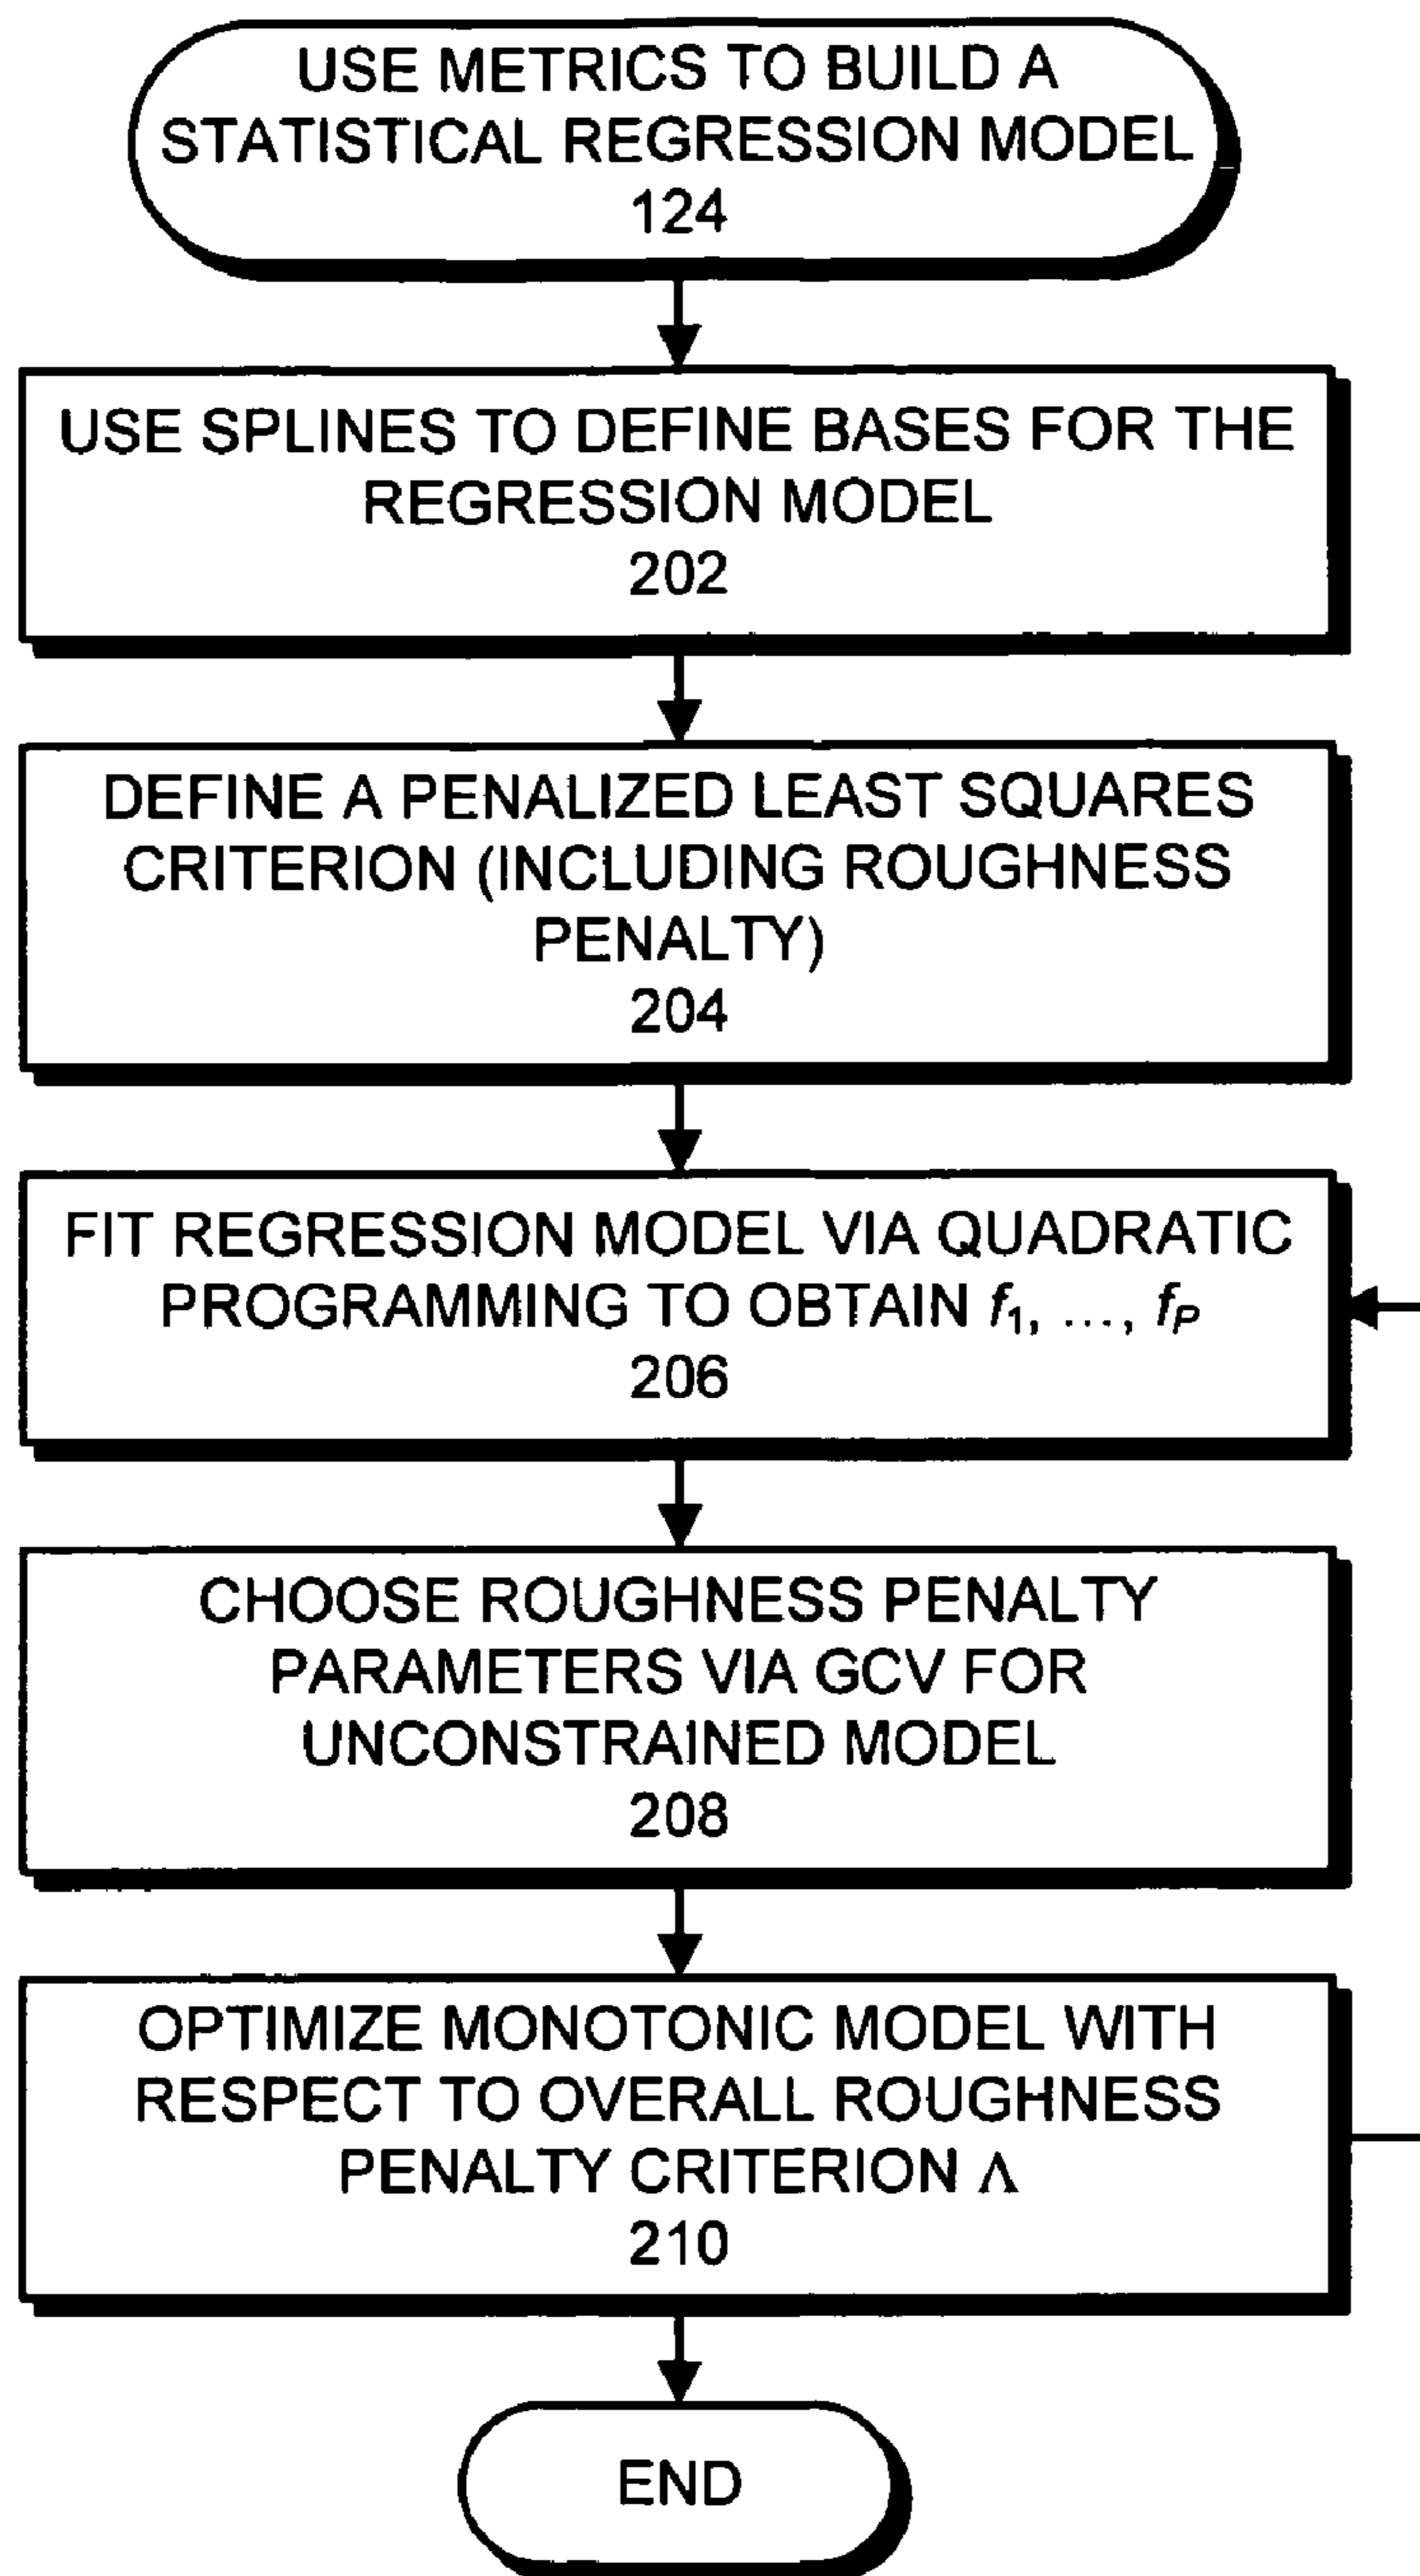 USE METRICS TO BUILD A
STATISTICAL REGRESSION MODEL
124
USE SPLINES TO DEFINE BASES FOR THE
REGRESSION MODEL
202
DEFINE A PENALIZED LEAST SQUARES
CRITERION (INCLUDING ROUGHNESS
PENALTY)
204
FIT REGRESSION MODEL VIA QUADRATIC
PROGRAMMING TO OBTAIN f₁, ..., f_P
206
CHOOSE ROUGHNESS PENALTY
PARAMETERS VIA GCV FOR
UNCONSTRAINED MODEL
208
OPTIMIZE MONOTONIC MODEL WITH
RESPECT TO OVERALL ROUGHNESS
PENALTY CRITERION Λ
210
END